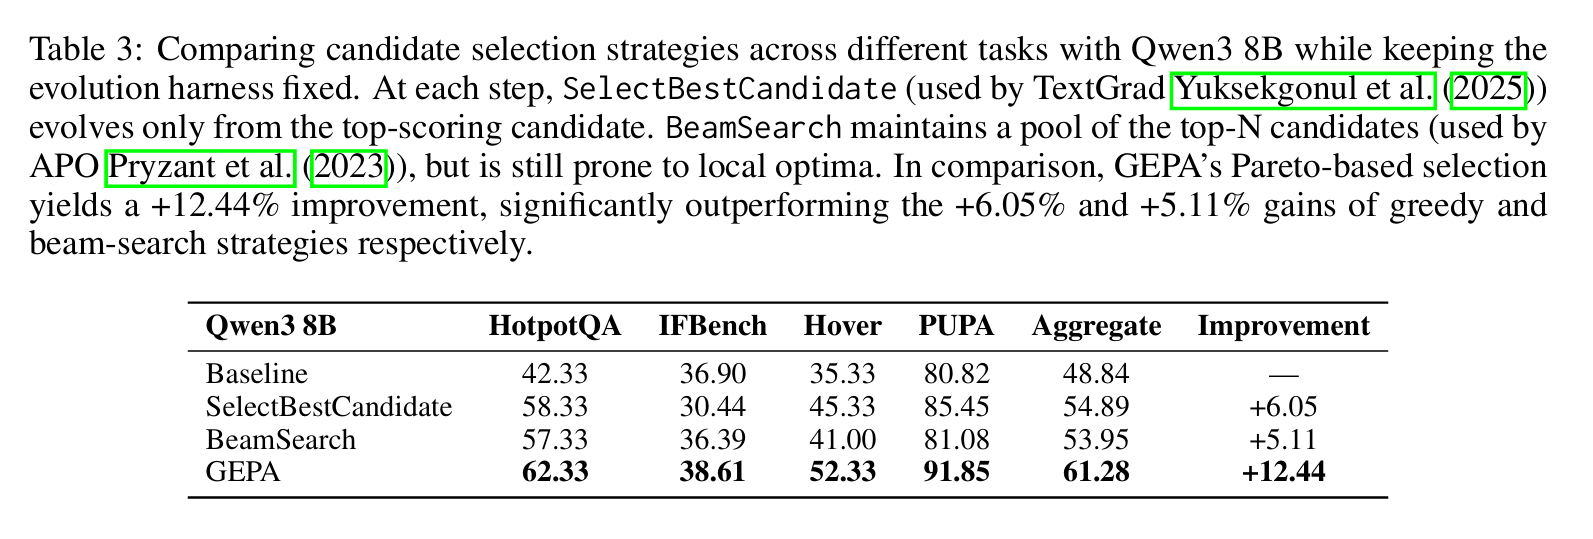 Table 3: Comparing candidate selection strategies across different tasks with Qwen3 8B while keeping the
evolution harness fixed. At each step, SelectBestCandidate (used by TextGrad Yuksekgonul et al. (2025))
evolves only from the top-scoring candidate. BeamSearch maintains a pool of the top-N candidates (used by
APO Pryzant et al. (2023)), but is still prone to local optima. In comparison, GEPA's Pareto-based selection
yields a +12.44% improvement, significantly outperforming the +6.05% and +5.11% gains of greedy and
beam-search strategies respectively.
Qwen3 8B HotpotQA IFBench Hover PUPA Aggregate Improvement
Baseline 42.33 36.90 35.33 80.82 48.84 —
SelectBestCandidate 58.33 30.44 45.33 85.45 54.89 +6.05
BeamSearch 57.33 36.39 41.00 81.08 53.95 +5.11
GEPA 62.33 38.61 52.33 91.85 61.28 +12.44